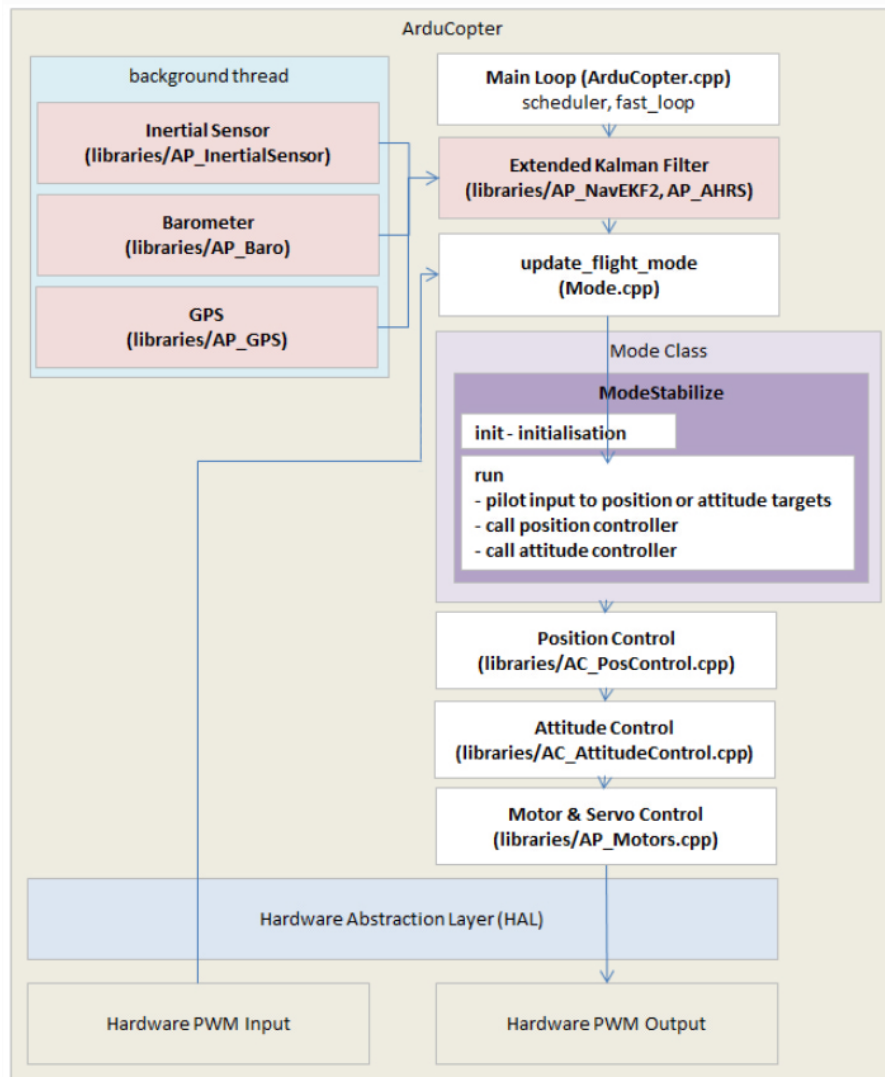 ArduCopter
background thread
Inertial Sensor
(libraries/AP_InertialSensor)
Barometer
(libraries/AP_Baro)
GPS
(libraries/AP_GPS)
Main Loop (ArduCopter.cpp)
scheduler, fast_loop
Extended Kalman Filter
(libraries/AP_NavEKF2, AP_AHRS)
update_flight_mode
(Mode.cpp)
Mode Class
ModeStabilize
init - initialisation
run
- pilot input to position or attitude targets
- call position controller
- call attitude controller
Position Control
(libraries/AC_PosControl.cpp)
Attitude Control
(libraries/AC_AttitudeControl.cpp)
Motor & Servo Control
(libraries/AP_Motors.cpp)
Hardware Abstraction Layer (HAL)
Hardware PWM Input
Hardware PWM Output